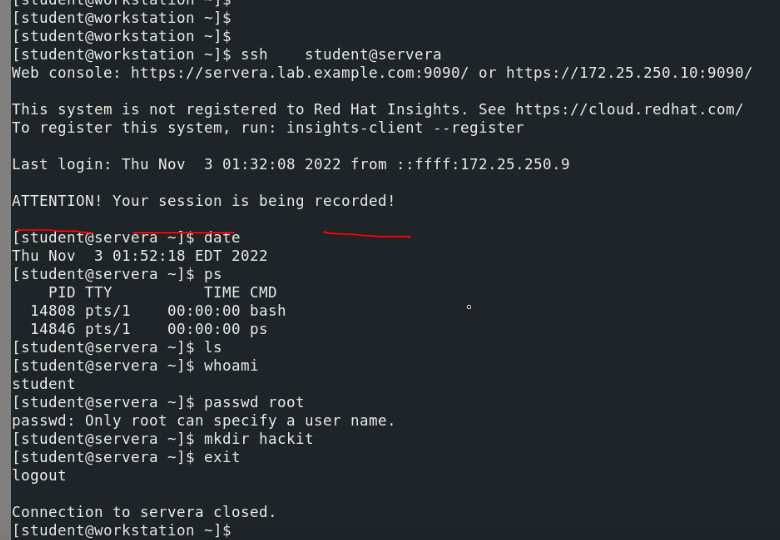 [student@workstation ~]$
[student@workstation ~]$
[student@workstation ~]$
[student@workstation ~]$ ssh    student@servera
Web console: https://servera.lab.example.com:9090/ or https://172.25.250.10:9090/
This system is not registered to Red Hat Insights. See https://cloud.redhat.com/
To register this system, run: insights-client --register
Last login: Thu Nov  3 01:32:08 2022 from ::ffff:172.25.250.9
ATTENTION! Your session is being recorded!
[student@servera ~]$ date
Thu Nov  3 01:52:18 EDT 2022
[student@servera ~]$ ps
    PID TTY          TIME CMD
  14808 pts/1    00:00:00 bash
  14846 pts/1    00:00:00 ps
[student@servera ~]$ ls
[student@servera ~]$ whoami
student
[student@servera ~]$ passwd root
passwd: Only root can specify a user name.
[student@servera ~]$ mkdir hackit
[student@servera ~]$ exit
logout
Connection to servera closed.
[student@workstation ~]$